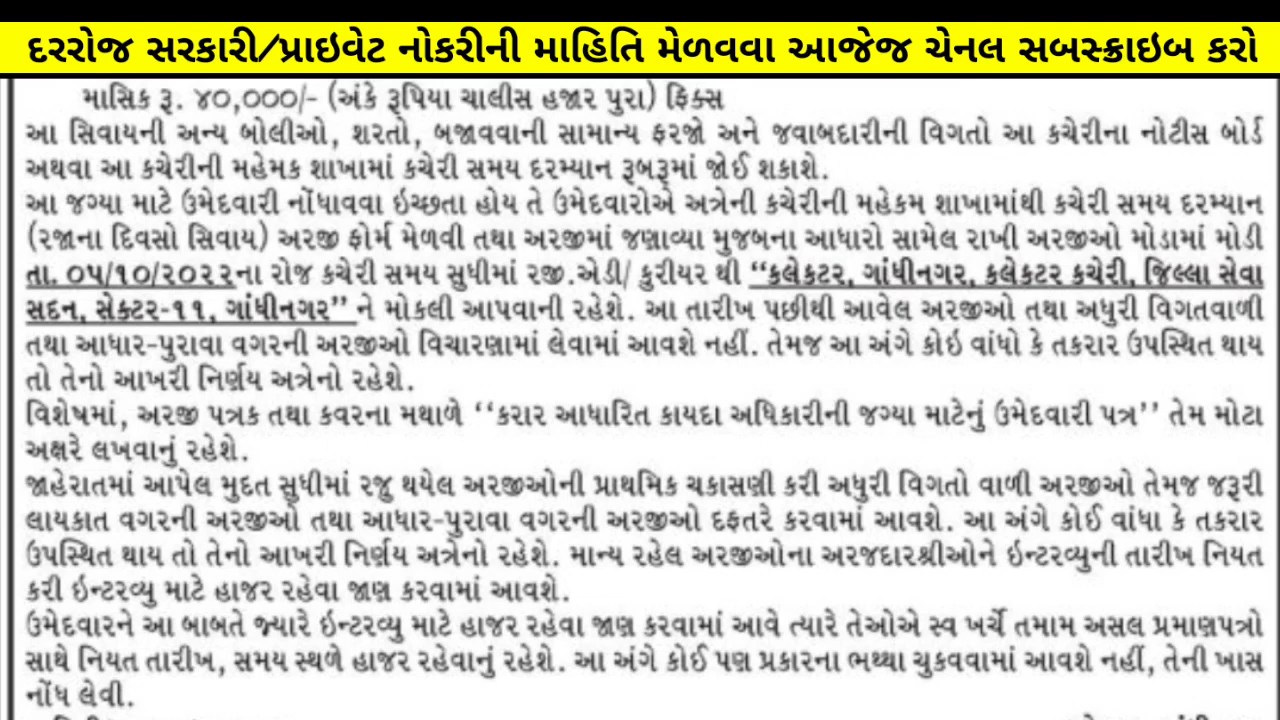 દરરોજ સરકારી/પ્રાઇવેટ નોકરીની માહિતિ મેળવવા આજેજ ચેનલ સબસ્ક્રાઇબ કરો
માસિક રૂ. ૪૦,૦૦૦/- (અંકે રૂપિયા ચાલીસ હજાર પુરા) ફિક્સ
આ સિવાયની અન્ય બોલીઓ, શરતો, બજાવવાની સામાન્ય ફરજો અને જવાબદારીની વિગતો આ કચેરીના નોટીસ બોર્ડ
અથવા આ કચેરીની મહેમક શાખામાં કચેરી સમય દરમ્યાન રૂબરૂમાં જોઈ શકાશે.
આ જગ્યા માટે ઉમેદવારી નોંધાવવા ઇચ્છતા હોય તે ઉમેદવારોએ અત્રેની કચેરીની મહેકમ શાખામાંથી કચેરી સમય દરમ્યાન
(રજાના દિવસો સિવાય) અરજી ફોર્મ મેળવી તથા અરજીમાં જણાવ્યા મુજબના આધારો સામેલ રાખી અરજીઓ મોડામાં મોડી
તા. ૦૫/૧૦/૨૦૨૨ના રોજ કચેરી સમય સુધીમાં રજી.એડી/ કુરીયર થી “કલેકટર, ગાંધીનગર, કલેકટર કચેરી, જિલ્લા સેવા
સદન, સેકટર-૧૧, ગાંધીનગર” ને મોકલી આપવાની રહેશે. આ તારીખ પછીથી આવેલ અરજીઓ તથા અધુરી વિગતવાળી
તથા આધાર-પુરાવા વગરની અરજીઓ વિચારણામાં લેવામાં આવશે નહીં. તેમજ આ અંગે કોઇ વાંધો કે તકરાર ઉપસ્થિત થાય
તો તેનો આખરી નિર્ણય અત્રેનો રહેશે.
વિશેષમાં, અરજી પત્રક તથા કવરના મથાળે ‘‘કરાર આધારિત કાયદા અધિકારીની જગ્યા માટેનું ઉમેદવારી પત્ર’’ તેમ મોટા
અક્ષરે લખવાનું રહેશે.
જાહેરાતમાં આપેલ મુદત સુધીમાં રજુ થયેલ અરજીઓની પ્રાથમિક ચકાસણી કરી અધુરી વિગતો વાળી અરજીઓ તેમજ જરૂરી
લાયકાત વગરની અરજીઓ તથા આધાર-પુરાવા વગરની અરજીઓ દફતરે કરવામાં આવશે. આ અંગે કોઈ વાંધા કે તકરાર
ઉપસ્થિત થાય તો તેનો આખરી નિર્ણય અત્રેનો રહેશે. માન્ય રહેલ અરજીઓના અરજદારશ્રીઓને ઇન્ટરવ્યુની તારીખ નિયત
કરી ઇન્ટરવ્યુ માટે હાજર રહેવા જાણ કરવામાં આવશે.
ઉમેદવારને આ બાબતે જ્યારે ઇન્ટરવ્યુ માટે હાજર રહેવા જાણ કરવામાં આવે ત્યારે તેઓએ સ્વ ખર્ચે તમામ અસલ પ્રમાણપત્રો
સાથે નિયત તારીખ, સમય સ્થળે હાજર રહેવાનું રહેશે. આ અંગે કોઈ પણ પ્રકારના ભથ્થા ચુકવવામાં આવશે નહીં, તેની ખાસ
નોંધ લેવી.